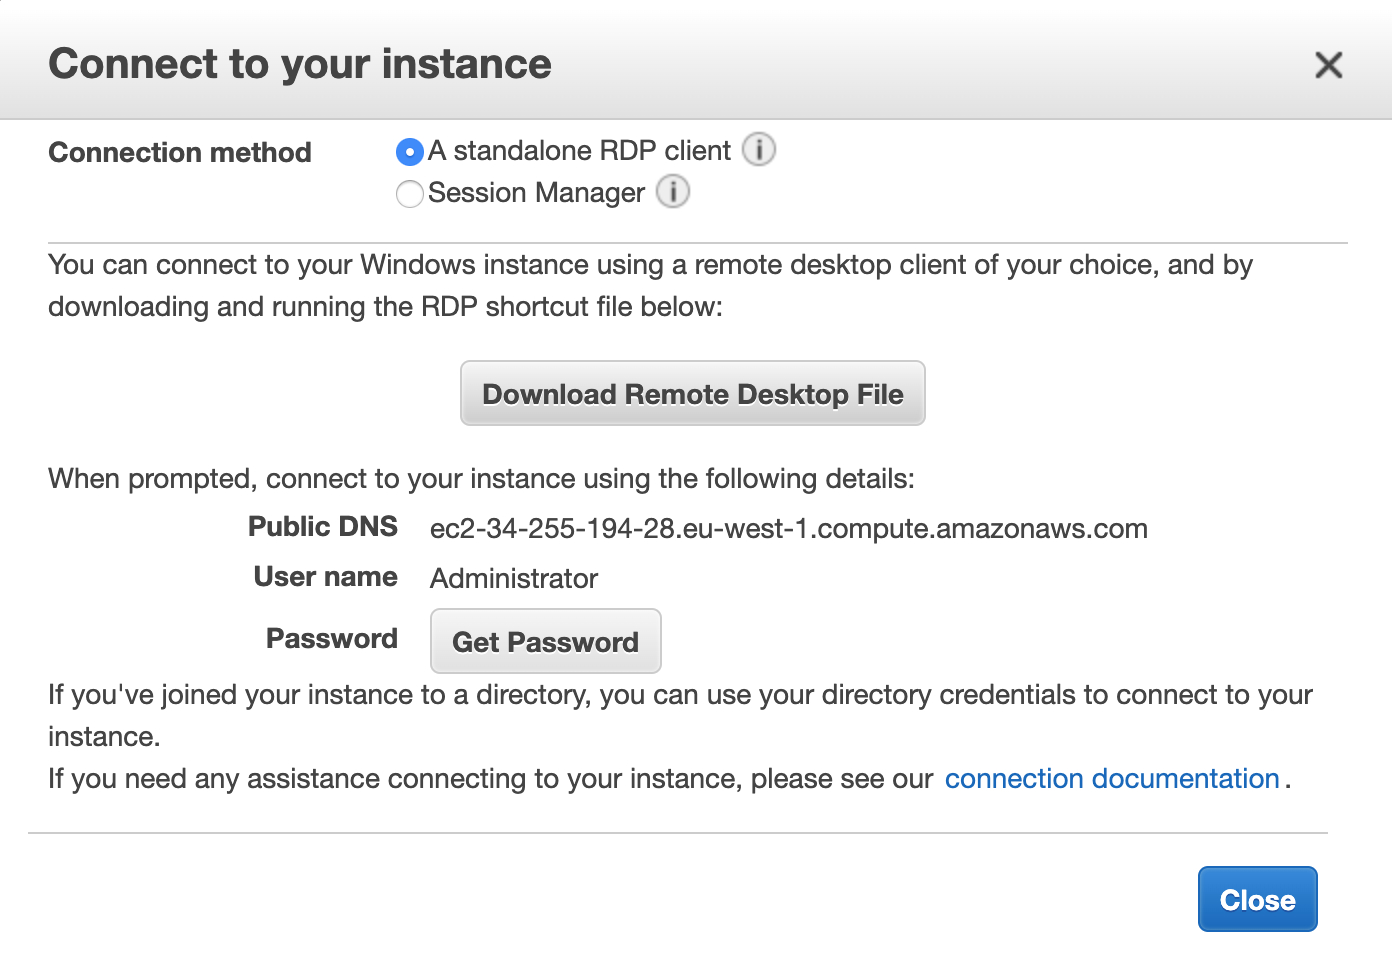 Connect to your instance
Connection method
A standalone RDP client
Session Manager
You can connect to your Windows instance using a remote desktop client of your choice, and by
downloading and running the RDP shortcut file below:
Download Remote Desktop File
When prompted, connect to your instance using the following details:
Public DNS ec2-34-255-194-28.eu-west-1.compute.amazonaws.com
User name Administrator
Password Get Password
If you've joined your instance to a directory, you can use your directory credentials to connect to your
instance.
If you need any assistance connecting to your instance, please see our connection documentation.
Close